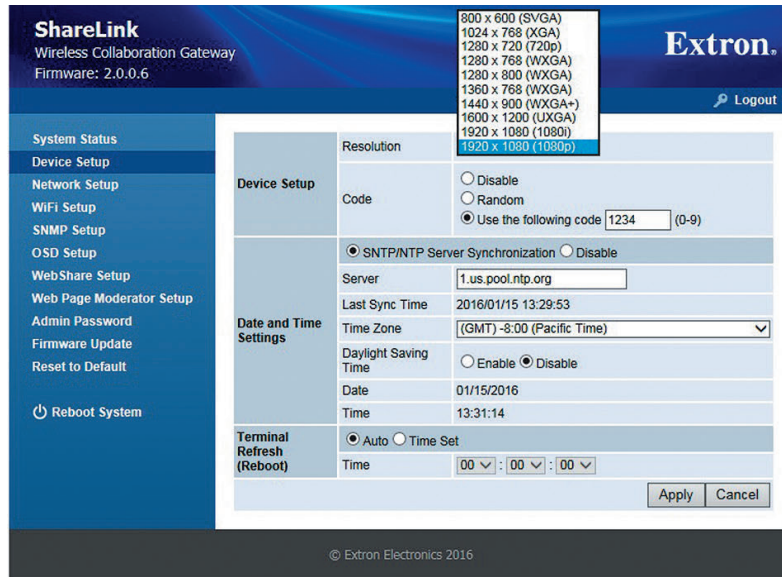 ShareLink
Wireless Collaboration Gateway
Firmware: 2.0.0.6
Extron®
Logout
System Status
Device Setup
Network Setup
WiFi Setup
SNMP Setup
OSD Setup
WebShare Setup
Web Page Moderator Setup
Admin Password
Firmware Update
Reset to Default
Reboot System
Device Setup
Resolution
800 x 600 (SVGA)
1024 x 768 (XGA)
1280 x 720 (720p)
1280 x 768 (WXGA)
1280 x 800 (WXGA)
1360 x 768 (WXGA)
1440 x 900 (WXGA+)
1600 x 1200 (UXGA)
1920 x 1080 (1080i)
1920 x 1080 (1080p)
Code
Disable
Random
Use the following code 1234 (0-9)
Date and Time
Settings
SNTP/NTP Server Synchronization Disable
Server 1.us.pool.ntp.org
Last Sync Time 2016/01/15 13:29:53
Time Zone (GMT) -8:00 (Pacific Time)
Daylight Saving
Time
Enable Disable
Date 01/15/2016
Time 13:31:14
Terminal
Refresh
(Reboot)
Auto Time Set
Time 00 : 00 : 00
Apply Cancel
© Extron Electronics 2016